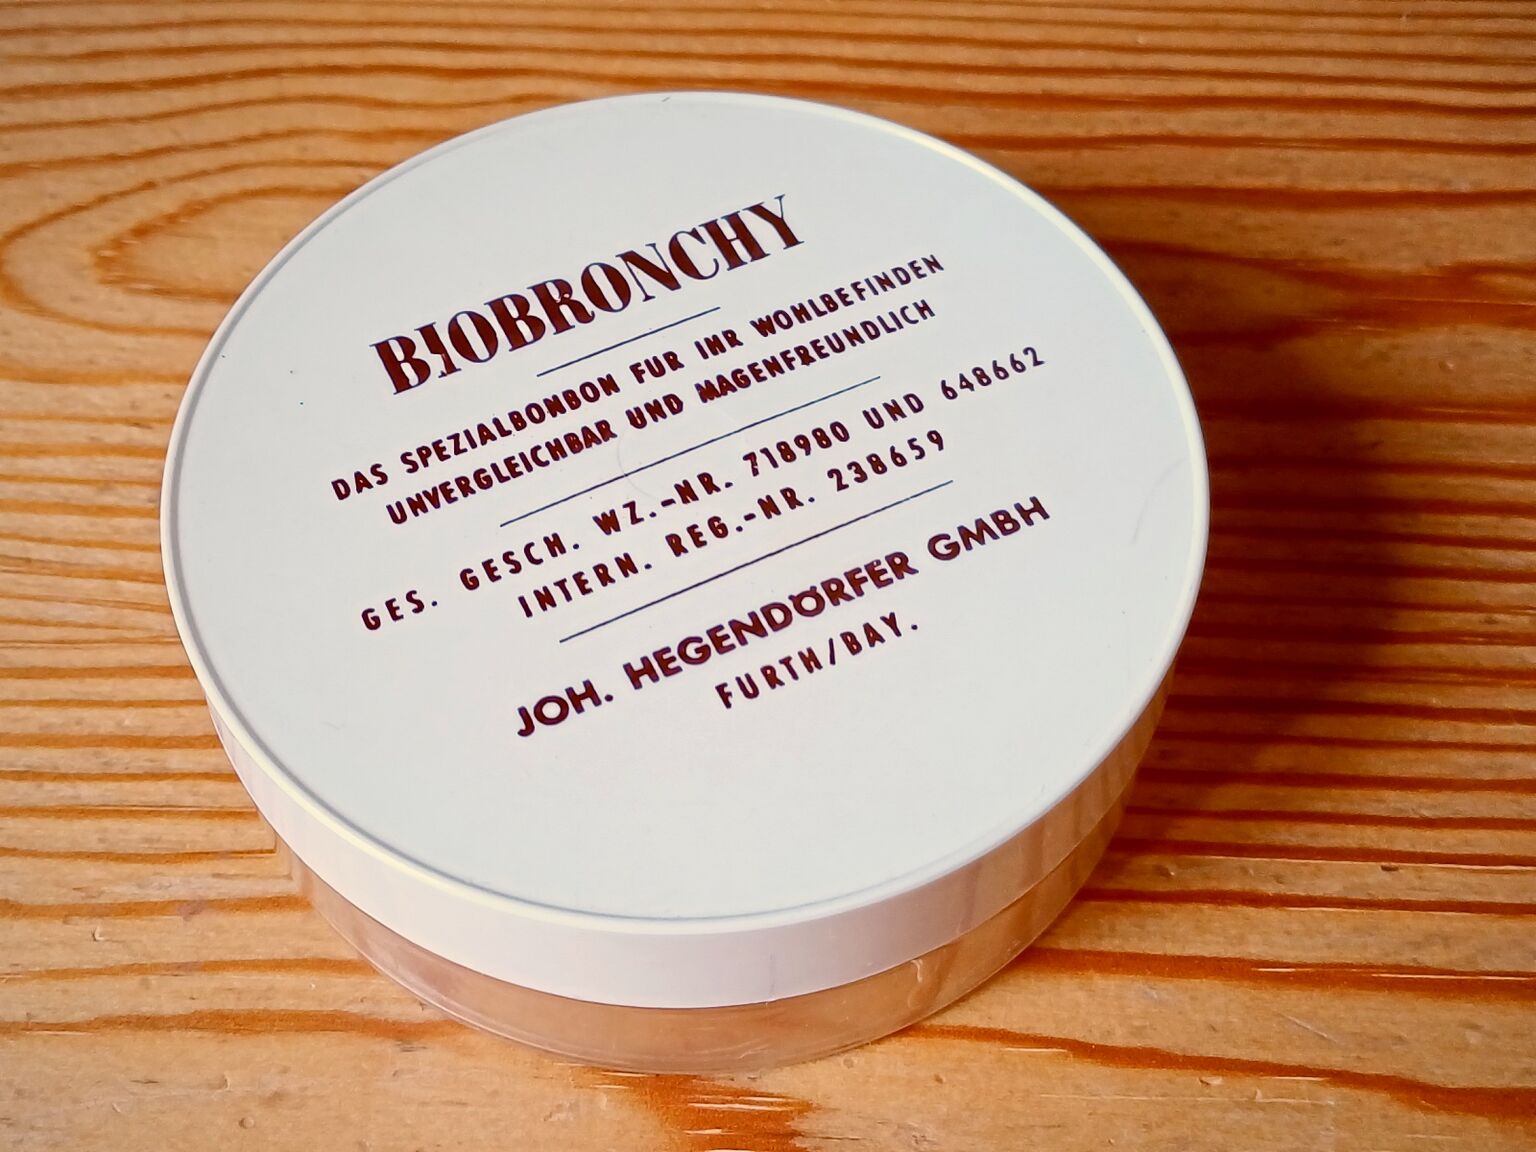 BIOBRONCHY
DAS SPEZIALBONBON FUR IHR WOHLBEFINDEN
UNVERGLEICHBAR UND MAGENFREUNDLICH
GES. GESCH. WZ.-NR. 718980 UND 648662
INTERN. REG.-NR. 238659
JOH. HEGENDÖRFER GMBH
FURTH/BAY.